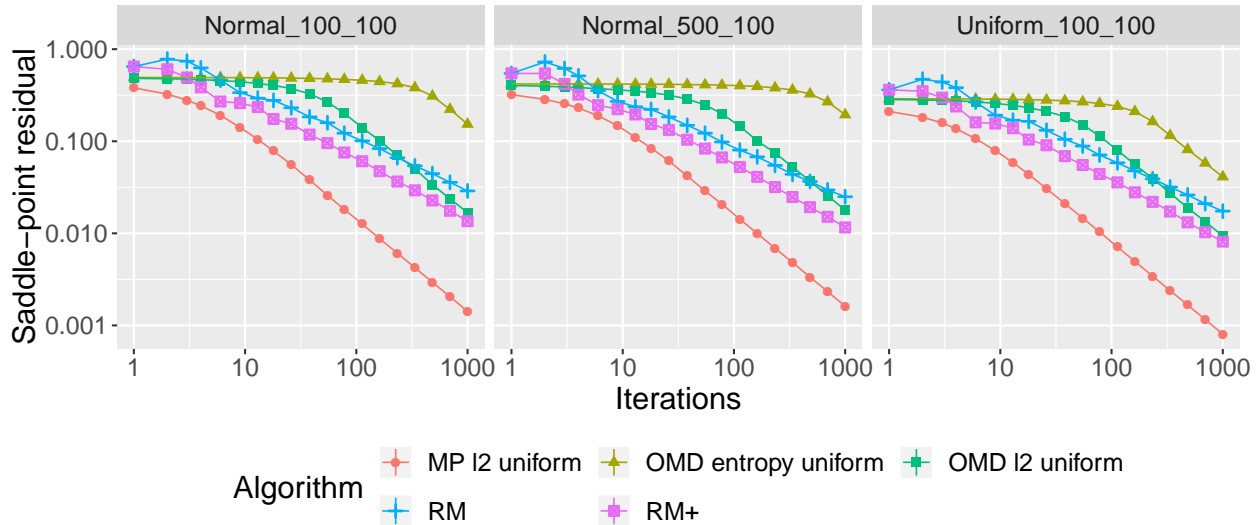 Normal_100_100 Normal_500_100 Uniform_100_100
Saddle−point residual
1.000
0.100
0.010
0.001
1 10 100 1000 1 10 100 1000 1 10 100 1000
Iterations
Algorithm
MP l2 uniform OMD entropy uniform OMD l2 uniform
RM RM+